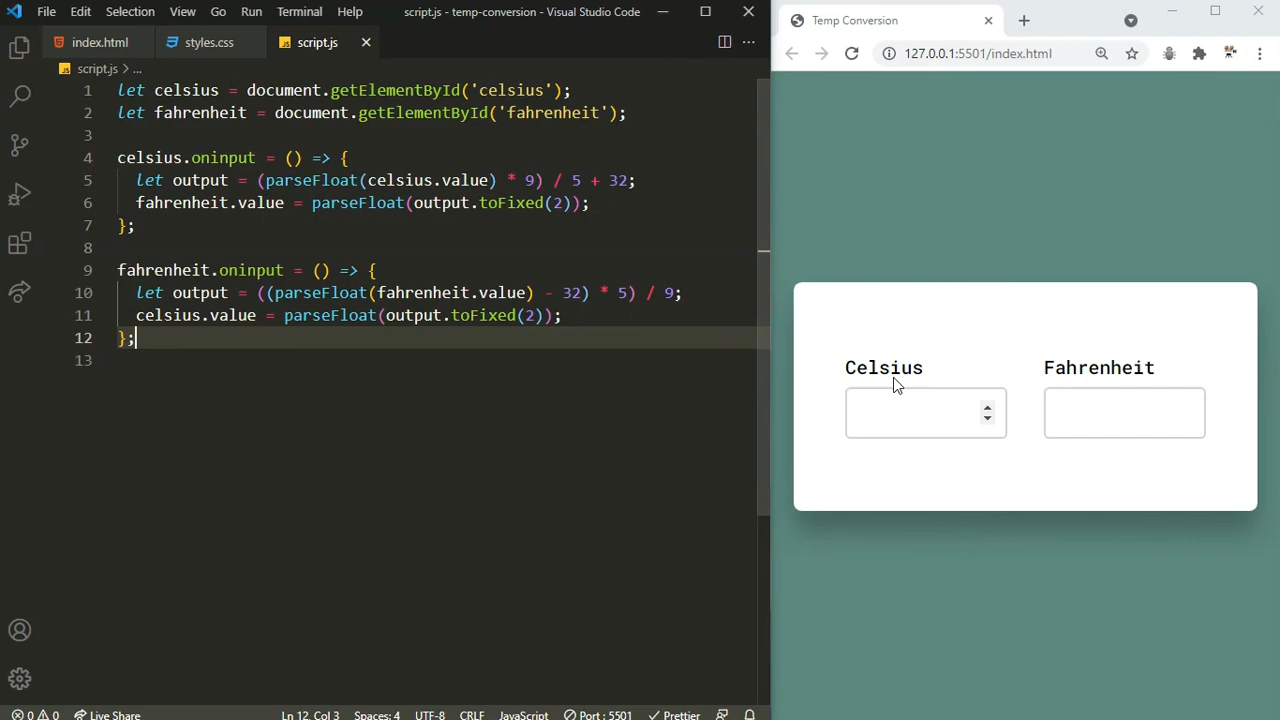 File Edit Selection View Go Run Terminal Help script.js - temp-conversion - Visual Studio Code
index.html styles.css script.js
script.js > ...
1 let celsius = document.getElementById('celsius');
2 let fahrenheit = document.getElementById('fahrenheit');
3
4 celsius.oninput = () => {
5 let output = (parseFloat(celsius.value) * 9) / 5 + 32;
6 fahrenheit.value = parseFloat(output.toFixed(2));
7 };
8
9 fahrenheit.oninput = () => {
10 let output = ((parseFloat(fahrenheit.value) - 32) * 5) / 9;
11 celsius.value = parseFloat(output.toFixed(2));
12 };
13
0 0 Live Share Ln 12, Col 3 Spaces: 4 UTF-8 CRLF JavaScript Port : 5501 Prettier
Temp Conversion
127.0.0.1:5501/index.html
Celsius Fahrenheit